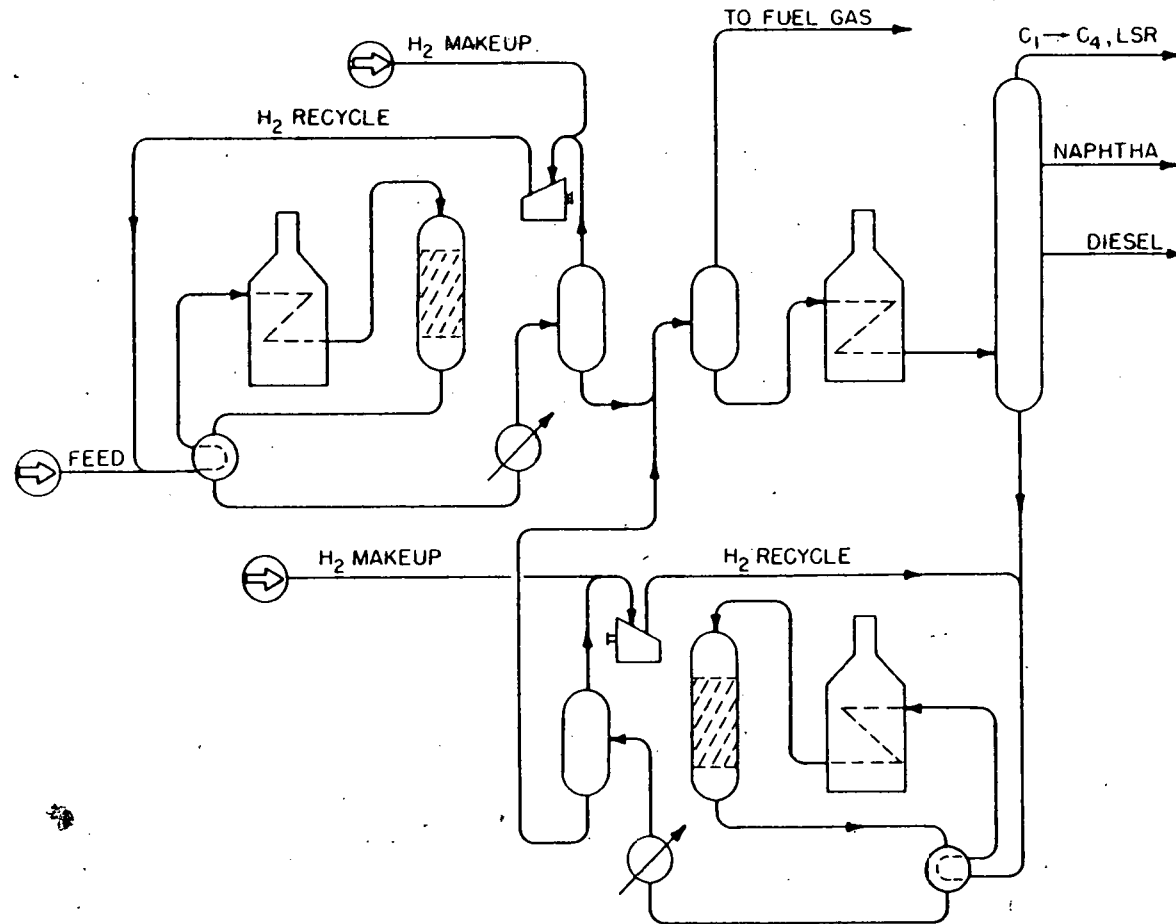 TO FUEL GAS
C₁→C₄, LSR
H₂ MAKEUP
H₂ RECYCLE
NAPHTHA
DIESEL
FEED
H₂ MAKEUP
H₂ RECYCLE